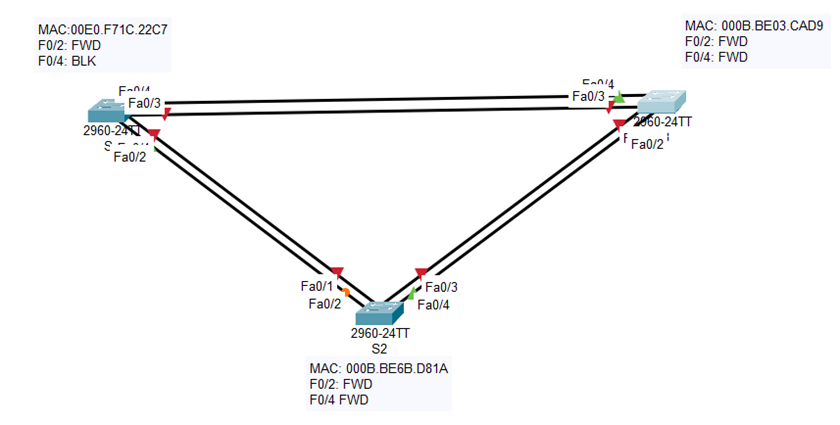 MAC:00E0.F71C.22C7
F0/2: FWD
F0/4: BLK
MAC: 000B.BE03.CAD9
F0/2: FWD
F0/4: FWD
Fa0/4
Fa0/3
2960-24TT
Fa0/2
Fa0/4
Fa0/3
2960-24TT
Fa0/2
Fa0/1
Fa0/2
Fa0/3
Fa0/4
2960-24TT
S2
MAC: 000B.BE6B.D81A
F0/2: FWD
F0/4 FWD